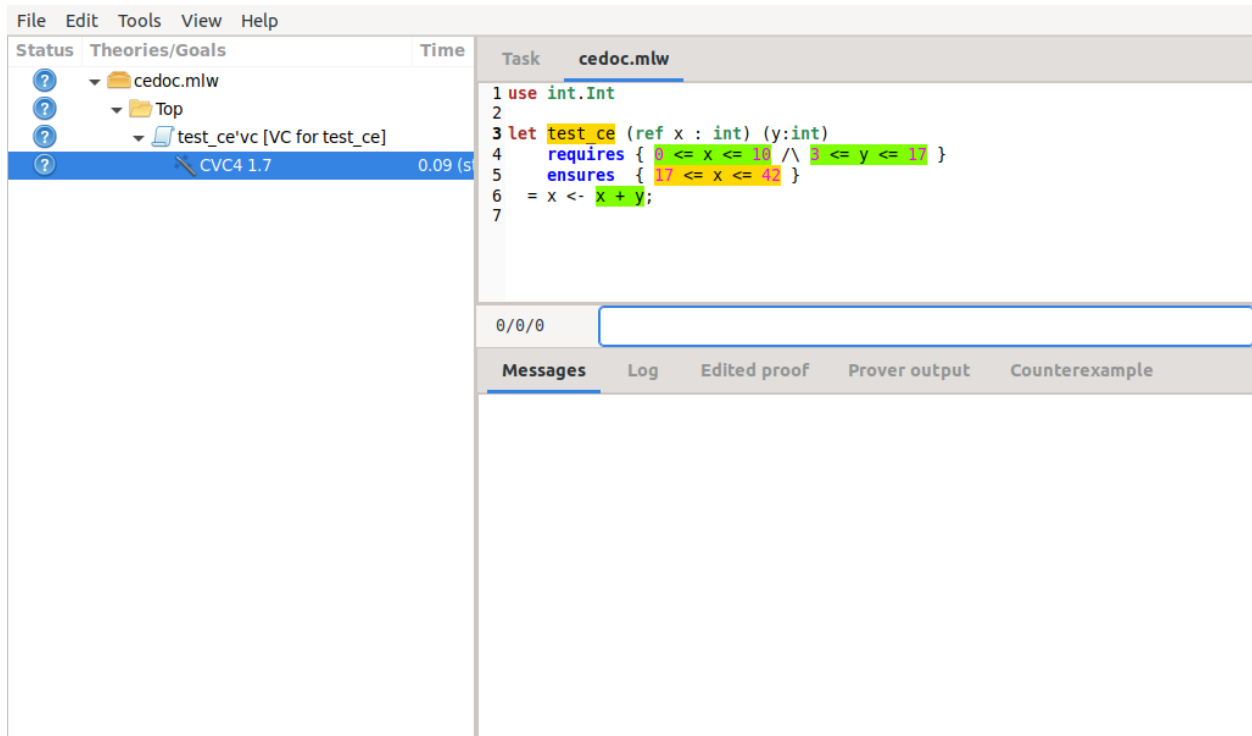 File Edit Tools View Help
Status Theories/Goals Time
cedoc.mlw
Top
test_ce'vc [VC for test_ce]
CVC4 1.7 0.09 (st
Task cedoc.mlw
1 use int.Int
2
3 let test_ce (ref x : int) (y:int)
4 requires { 0 <= x <= 10 /\ 3 <= y <= 17 }
5 ensures { 17 <= x <= 42 }
6 = x <- x + y;
7
0/0/0
Messages Log Edited proof Prover output Counterexample